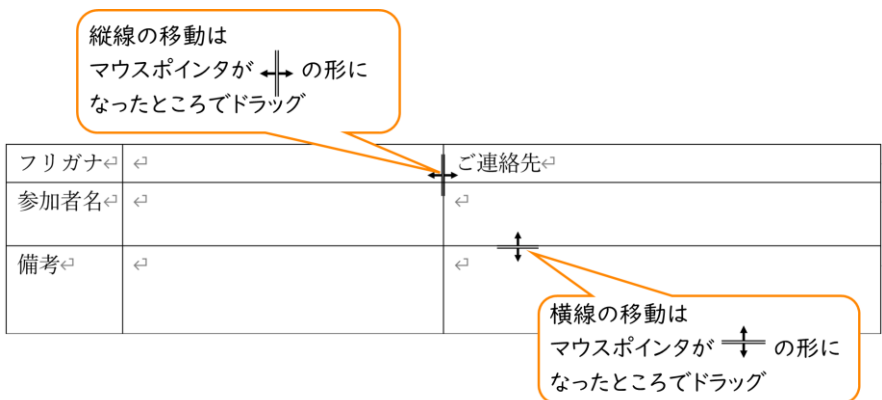 縦線の移動は
マウスポインタが の形に
なったところでドラッグ
フリガナ↵ ↵ ご連絡先↵
参加者名↵ ↵ ↵
備考↵ ↵ ↵
横線の移動は
マウスポインタが の形に
なったところでドラッグ